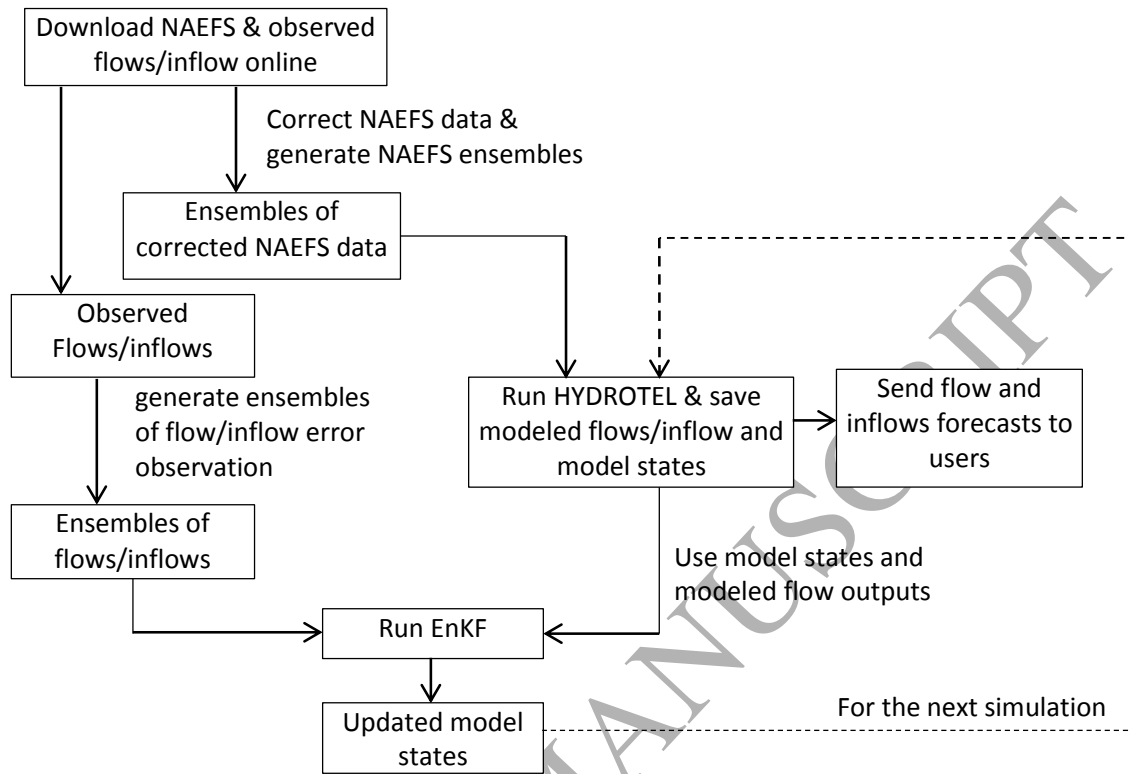 Download NAEFS & observed
flows/inflow online
Correct NAEFS data &
generate NAEFS ensembles
Ensembles of
corrected NAEFS data
Observed
Flows/inflows
generate ensembles
of flow/inflow error
observation
Run HYDROTEL & save
modeled flows/inflow and
model states
Send flow and
inflows forecasts to
users
Ensembles of
flows/inflows
Use model states and
modeled flow outputs
Run EnKF
Updated model
states
For the next simulation
MANUSCRIPT